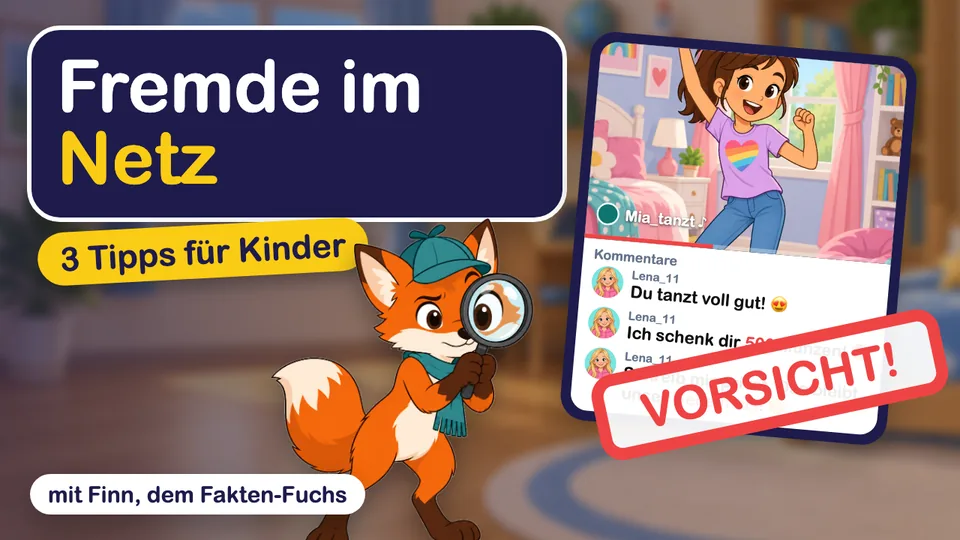 Fremde im
Netz
3 Tipps für Kinder
mit Finn, dem Fakten-Fuchs
Mia_tanzt ♪
Kommentare
Lena_11
Du tanzt voll gut! 😍
Lena_11
Ich schenk dir
Lena_11
VORSICHT!